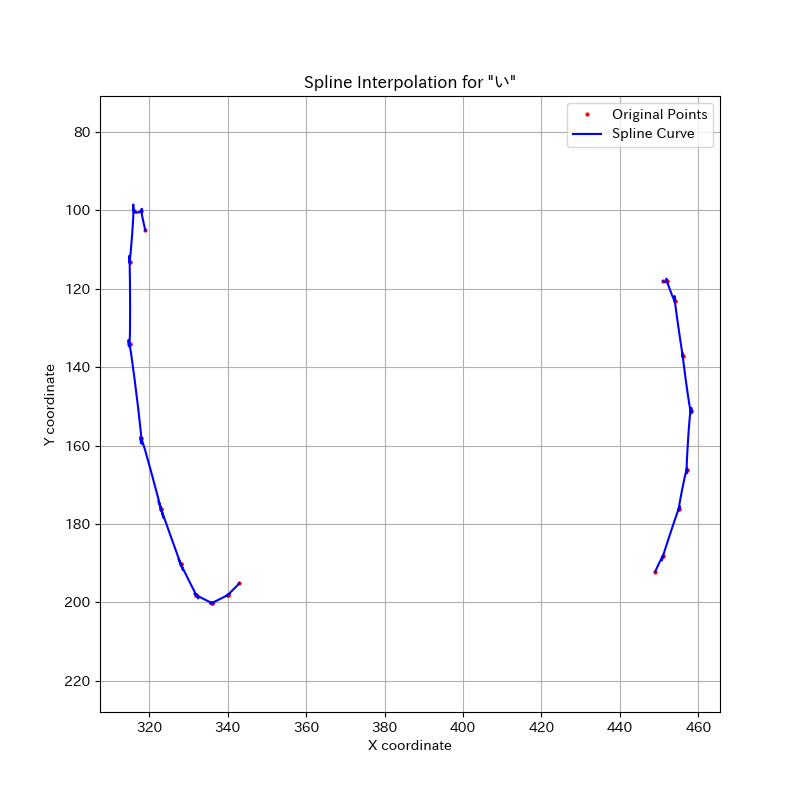 Spline Interpolation for "い"
Original Points
Spline Curve
80
100
120
140
160
180
200
220
Y coordinate
320 340 360 380 400 420 440 460
X coordinate